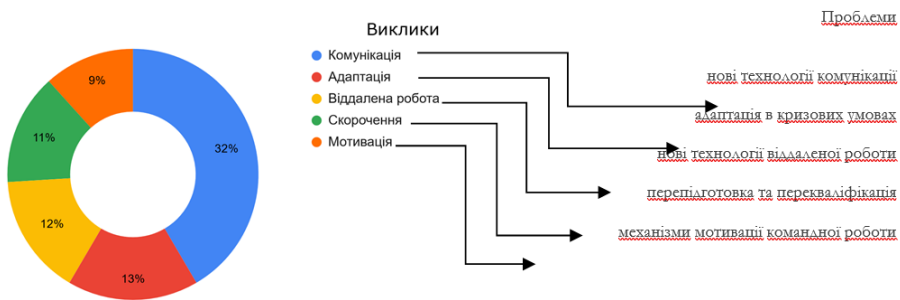 9%
11%
32%
12%
13%
Виклики
Комунікація
Адаптація
Віддалена робота
Скорочення
Мотивація
Проблеми
нові технології комунікації
адаптація в кризових умовах
нові технології віддаленої роботи
перепідготовка та перекваліфікація
механізми мотивації командної роботи